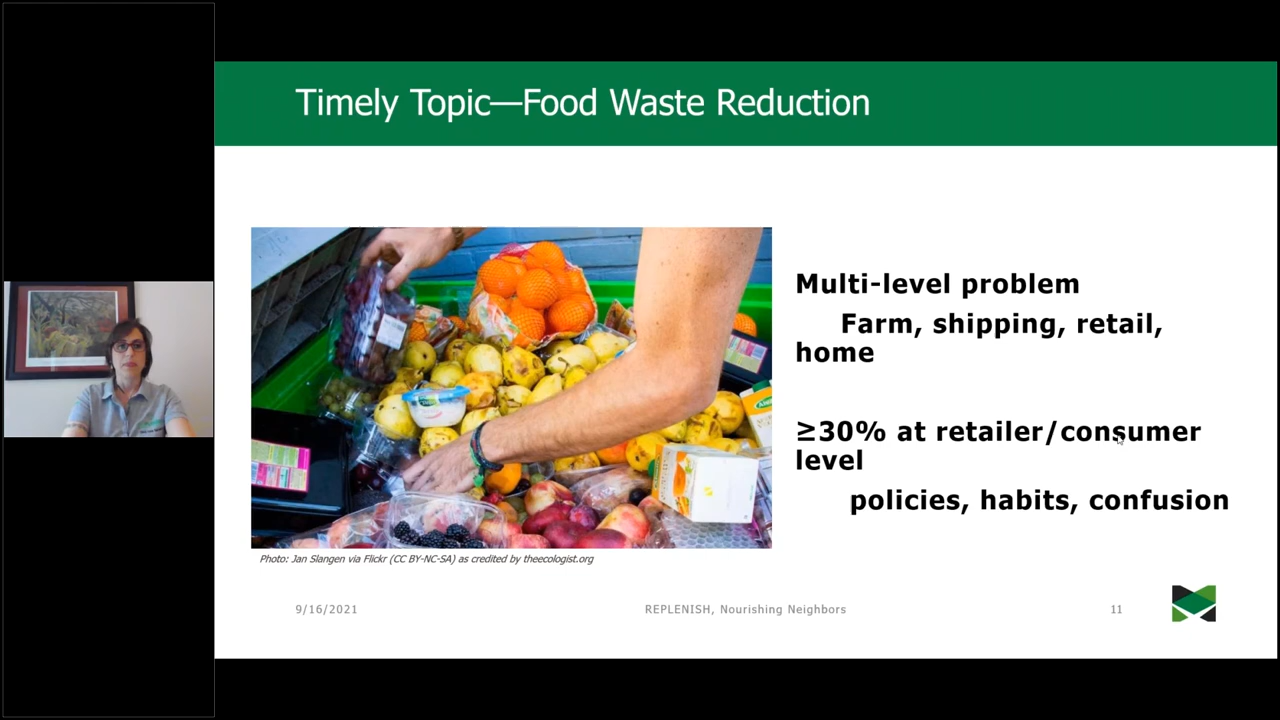 Timely Topic—Food Waste Reduction
Multi-level problem
Farm, shipping, retail,
home
≥30% at retailer/consumer
level
policies, habits, confusion
Photo: Jan Slangen via Flickr (CC BY-NC-SA) as credited by theecologist.org
9/16/2021
REPLENISH, Nourishing Neighbors
11